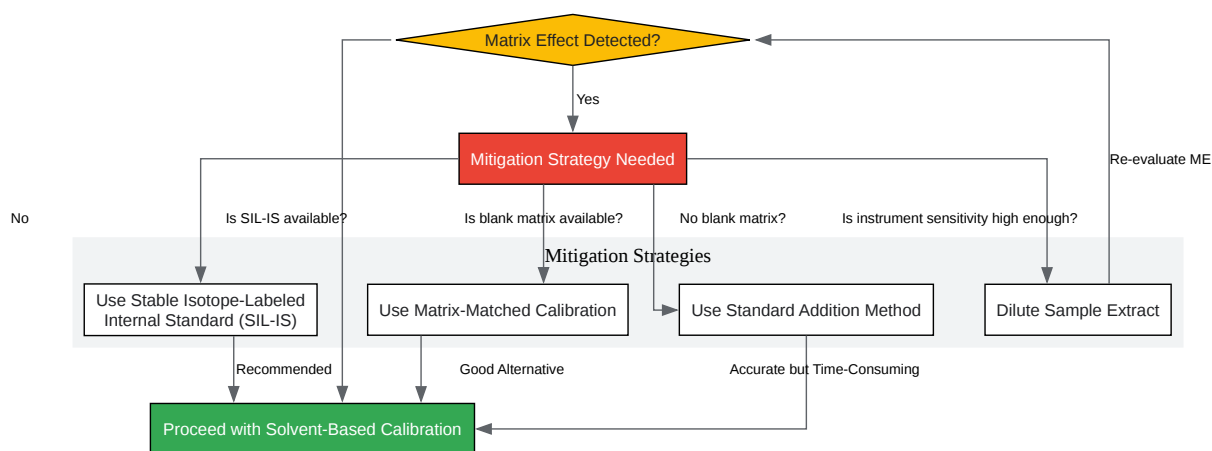 Matrix Effect Detected?
Yes
Mitigation Strategy Needed
Re-evaluate ME
No
Is SIL-IS available?
Is blank matrix available?
No blank matrix?
Is instrument sensitivity high enough?
Mitigation Strategies
Use Stable Isotope-Labeled
Internal Standard (SIL-IS)
Use Matrix-Matched Calibration
Use Standard Addition Method
Dilute Sample Extract
Recommended
Good Alternative
Accurate but Time-Consuming
Proceed with Solvent-Based Calibration